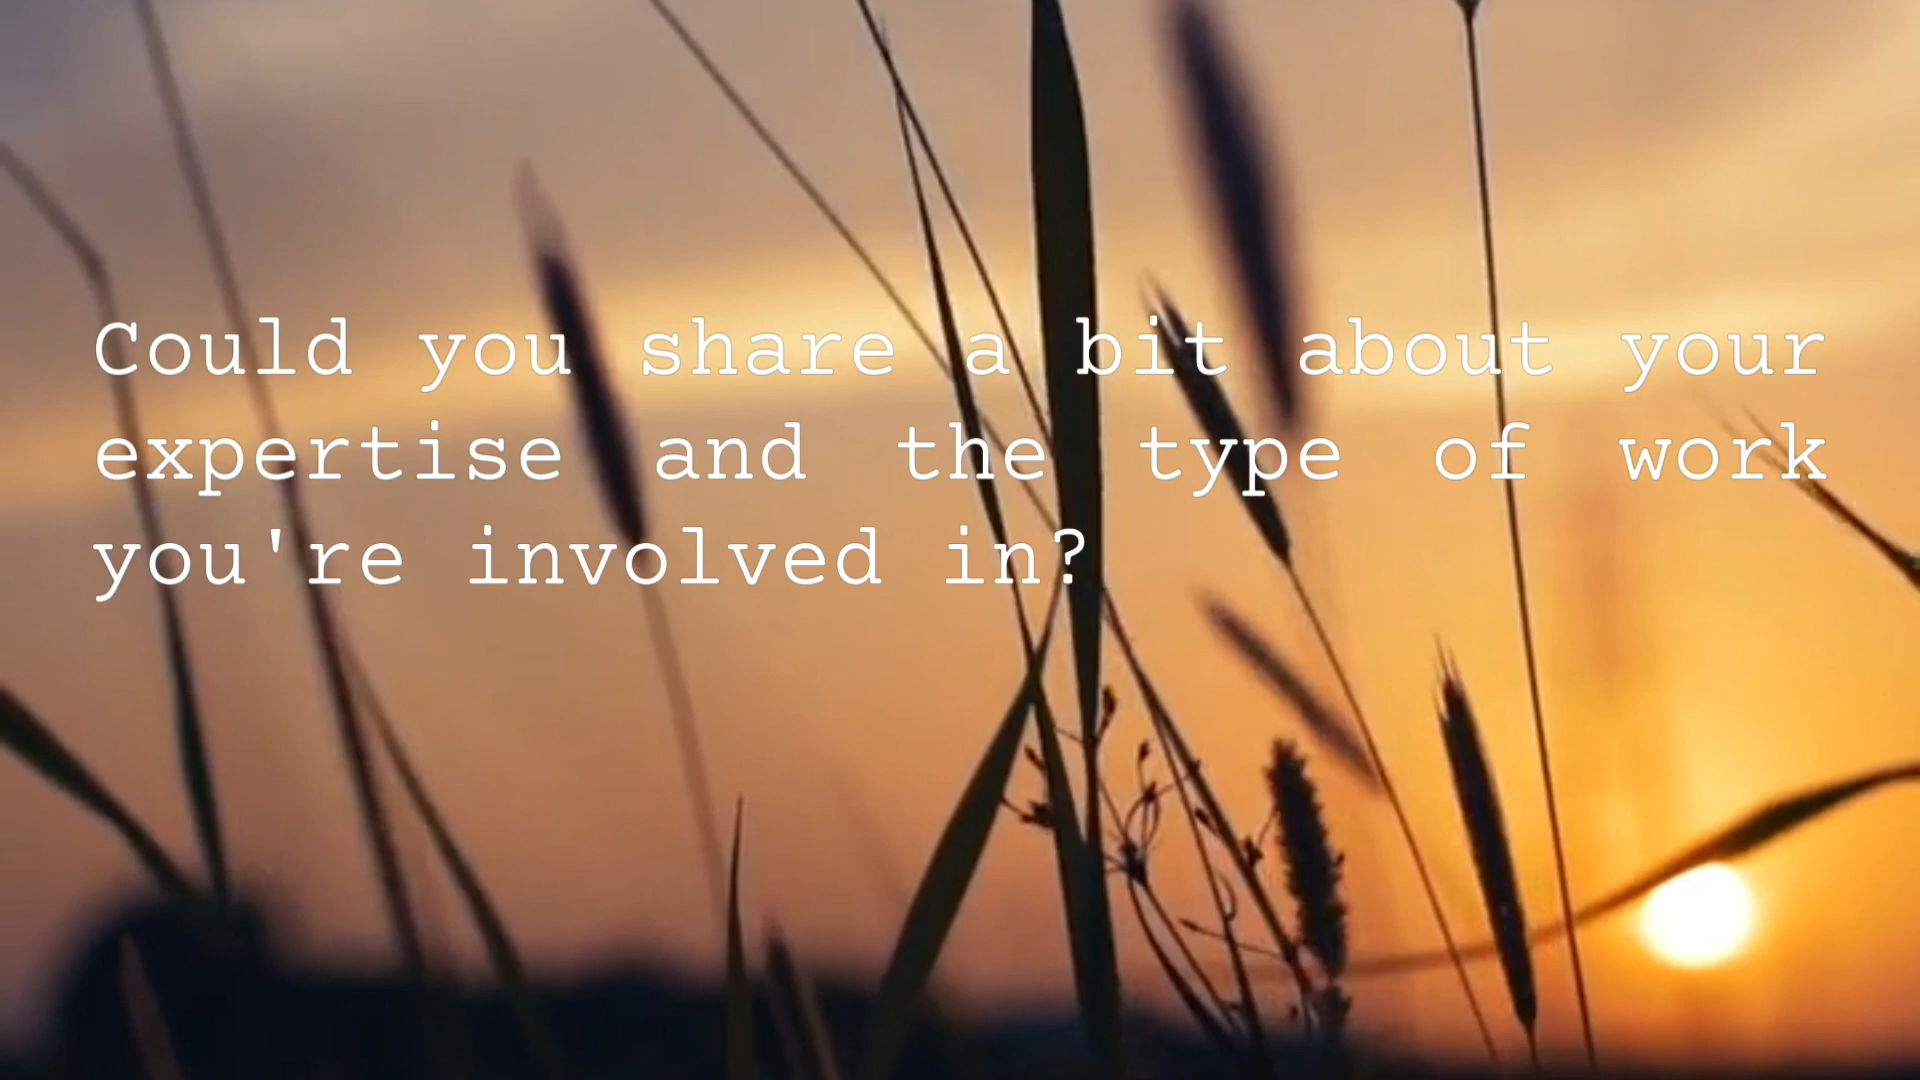 Could you share a bit about your
expertise and the type of work
you're involved in?